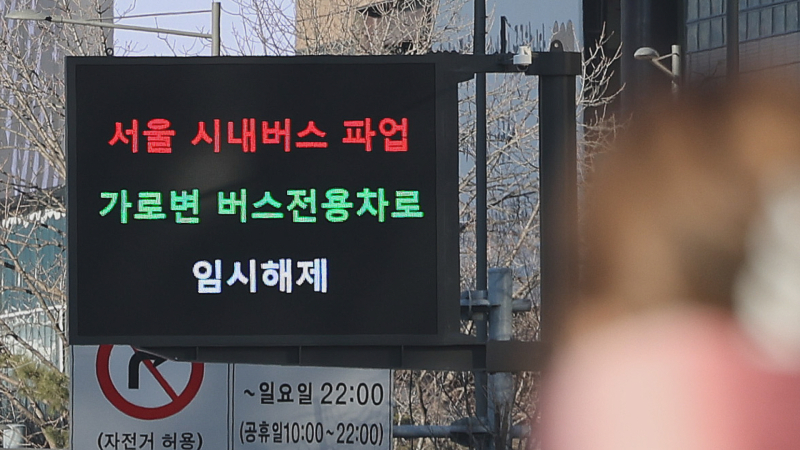 서울 시내버스 파업
가로변 버스전용차로
임시해제
~일요일 22:00
(자전거 허용)
(공휴일10:00~22:00)